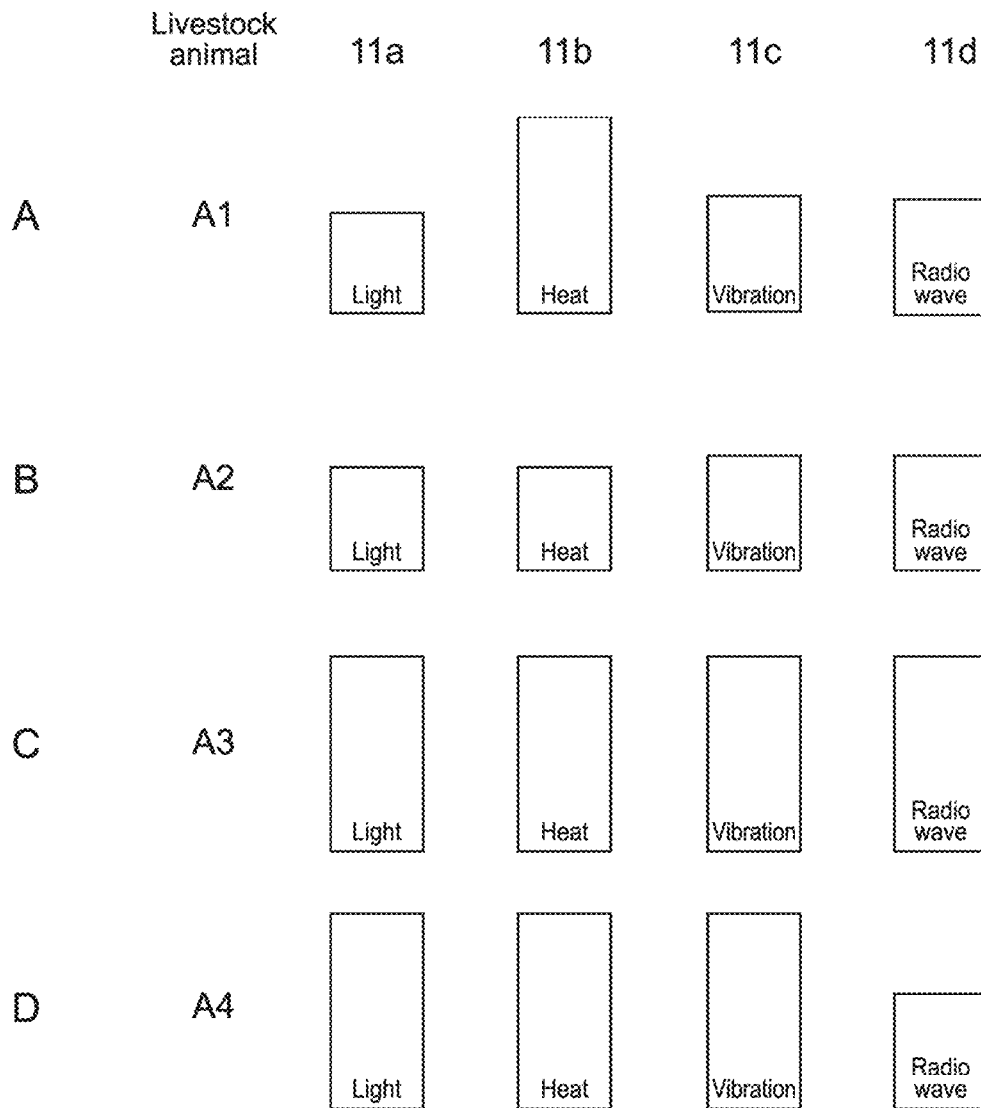 Livestock
animal 11a 11b 11c 11d
A A1
Light Heat Vibration Radio
wave
B A2
Light Heat Vibration Radio
wave
C A3
Light Heat Vibration Radio
wave
D A4
Light Heat Vibration Radio
wave